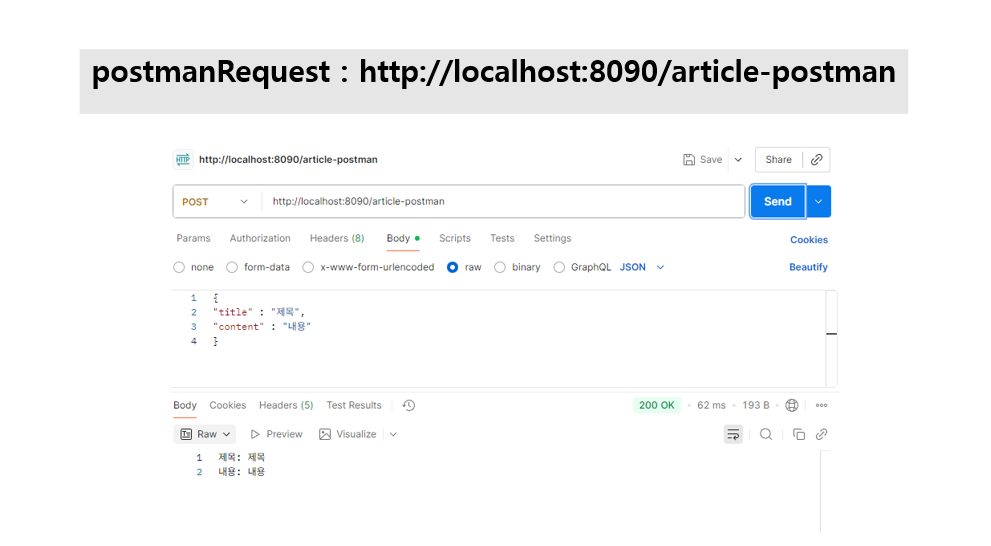 postmanRequest : http://localhost:8090/article-postman
HTTP http://localhost:8090/article-postman Save Share
POST http://localhost:8090/article-postman Send
Params Authorization Headers (8) Body Scripts Tests Settings Cookies
none form-data x-www-form-urlencoded raw binary GraphQL JSON Beautify
1 {
2 "title" : "제목",
3 "content" : "내용"
4 }
Body Cookies Headers (5) Test Results 200 OK • 62 ms • 193 B •
Raw Preview Visualize
1 제목: 제목
2 내용: 내용